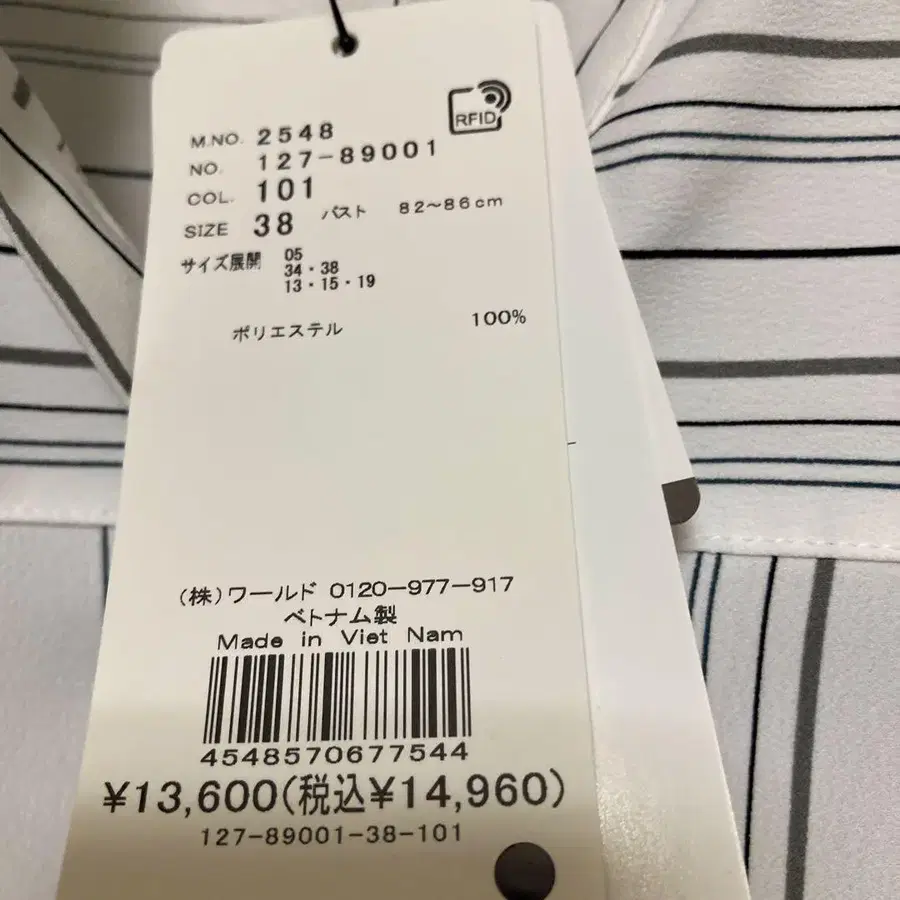 RFID
M.NO. 2548
NO. 127-89001
COL. 101
SIZE 38 バスト 82〜86cm
サイズ展開 05
34・38
13・15・19
ポリエステル 100%
(株)ワールド 0120-977-917
ベトナム製
Made in Viet Nam
4548570677544
¥13,600(税込¥14,960)
127-89001-38-101